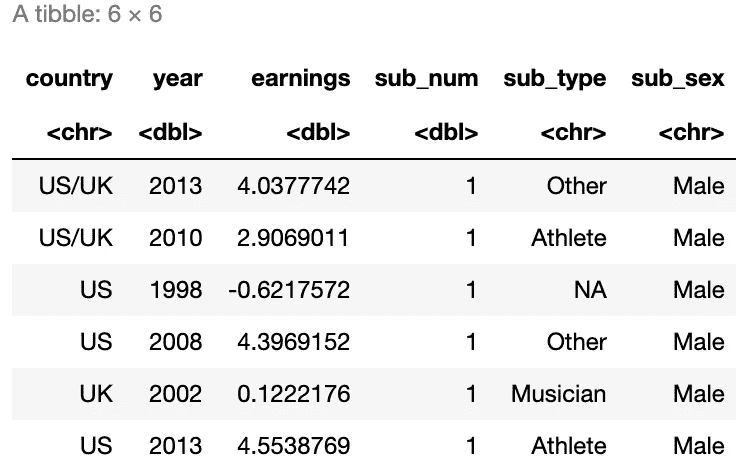 A tibble: 6 × 6
country year earnings sub_num sub_type sub_sex
<chr> <dbl> <dbl> <dbl> <chr> <chr>
US/UK 2013 4.0377742 1 Other Male
US/UK 2010 2.9069011 1 Athlete Male
US 1998 -0.6217572 1 NA Male
US 2008 4.3969152 1 Other Male
UK 2002 0.1222176 1 Musician Male
US 2013 4.5538769 1 Athlete Male